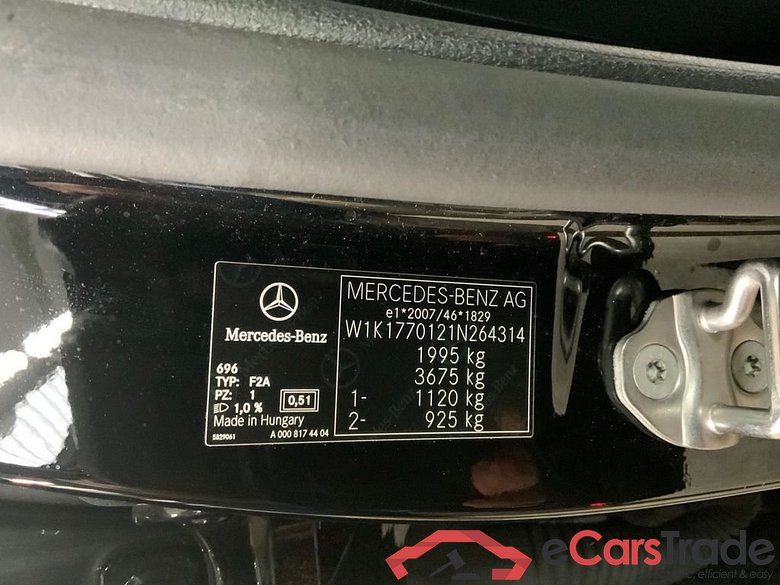 Mercedes-Benz
696
TYP: F2A
PZ: 1
1,0 % 0,51
Made in Hungary
5829061 A 000 817 44 04
MERCEDES-BENZ AG
e1*2007/46*1829
W1K1770121N264314
1995 kg
3675 kg
1- 1120 kg
2- 925 kg
eCarsTrade
efficient & easy